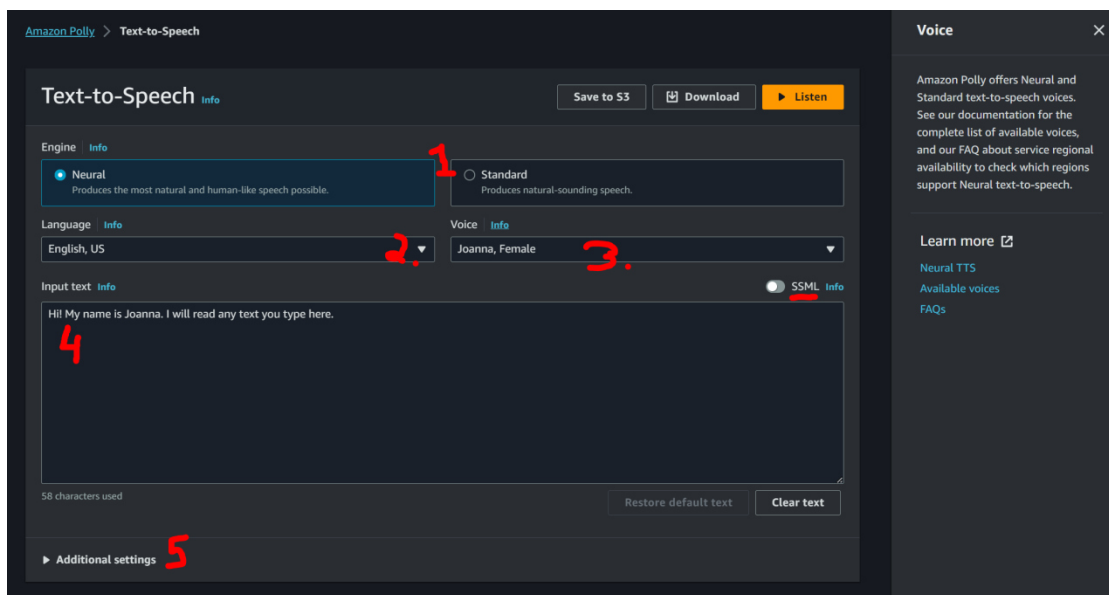 Amazon Polly > Text-to-Speech
Text-to-Speech Info
Save to S3
Download
Listen
Engine Info
1
Neural
Produces the most natural and human-like speech possible.
Standard
Produces natural-sounding speech.
Language Info
English, US
2.
Voice Info
Joanna, Female
3.
Input text Info
SSML Info
Hi! My name is Joanna. I will read any text you type here.
4
58 characters used
Restore default text
Clear text
Additional settings
5
Voice
Amazon Polly offers Neural and
Standard text-to-speech voices.
See our documentation for the
complete list of available voices,
and our FAQ about service regional
availability to check which regions
support Neural text-to-speech.
Learn more
Neural TTS
Available voices
FAQs